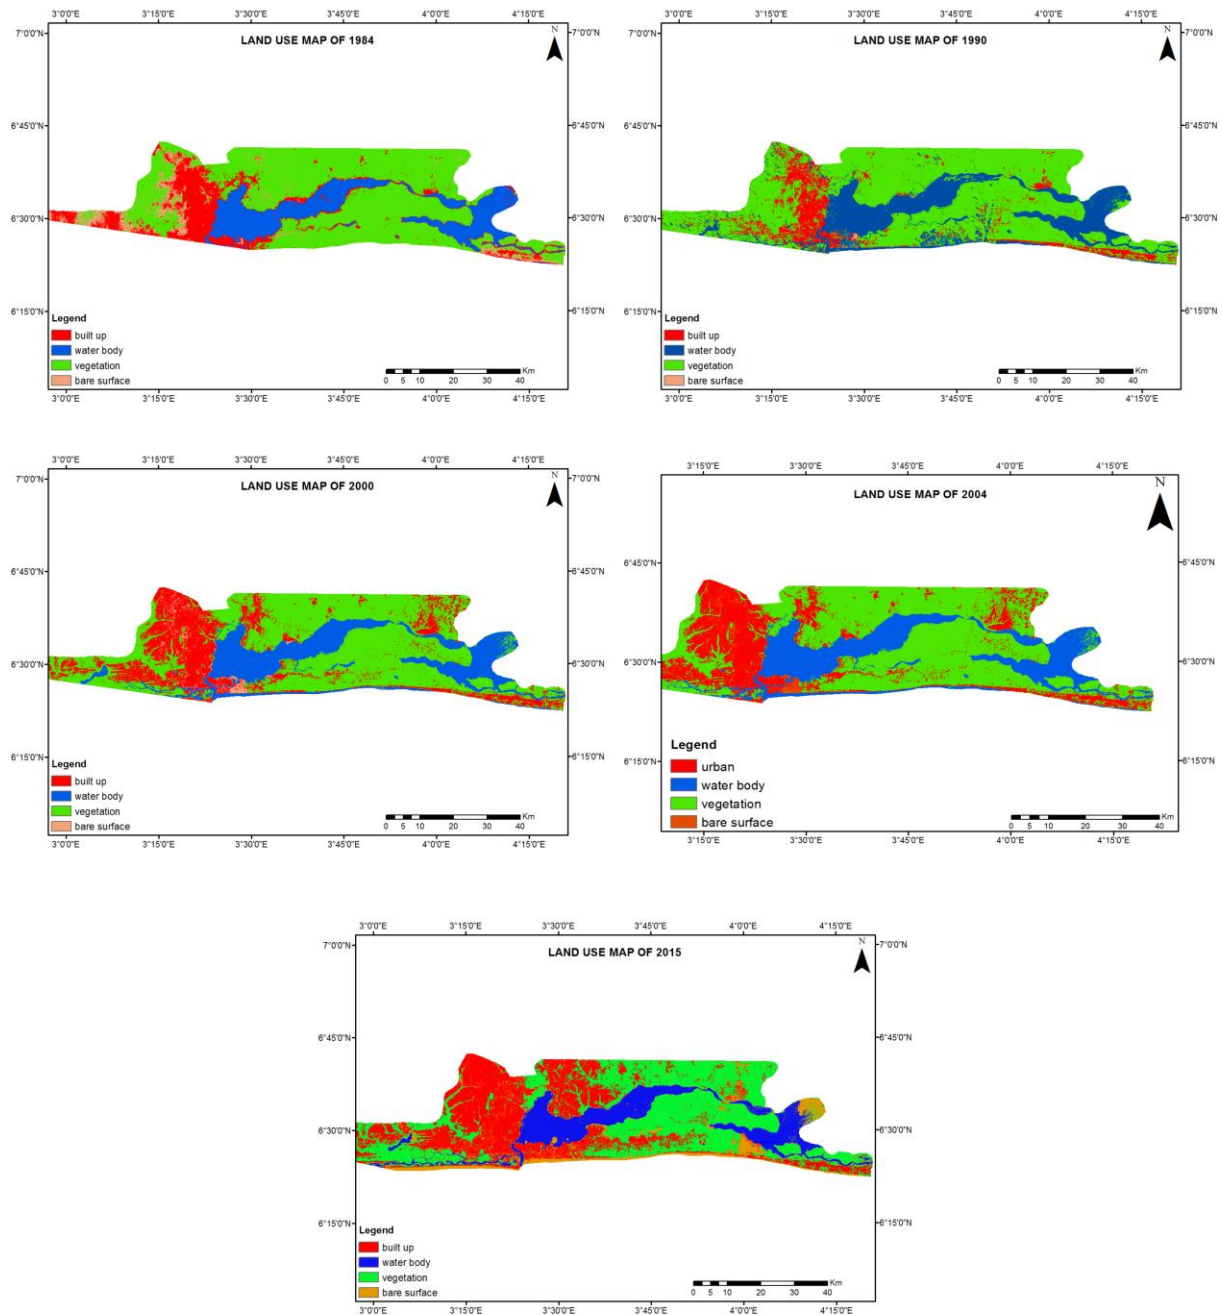 3°0'0"E 3°15'0"E 3°30'0"E 3°45'0"E 4°0'0"E 4°15'0"E
7°0'0"N 7°0'0"N
LAND USE MAP OF 1984
N
6°45'0"N 6°45'0"N
6°30'0"N 6°30'0"N
6°15'0"N 6°15'0"N
Legend
built up
water body
vegetation
bare surface
Km
0 5 10 20 30 40
3°0'0"E 3°15'0"E 3°30'0"E 3°45'0"E 4°0'0"E 4°15'0"E
3°0'0"E 3°15'0"E 3°30'0"E 3°45'0"E 4°0'0"E 4°15'0"E
7°0'0"N 7°0'0"N
LAND USE MAP OF 1990
N
6°45'0"N 6°45'0"N
6°30'0"N 6°30'0"N
6°15'0"N 6°15'0"N
Legend
built up
water body
vegetation
bare surface
Km
0 5 10 20 30 40
3°0'0"E 3°15'0"E 3°30'0"E 3°45'0"E 4°0'0"E 4°15'0"E
3°0'0"E 3°15'0"E 3°30'0"E 3°45'0"E 4°0'0"E 4°15'0"E
7°0'0"N 7°0'0"N
LAND USE MAP OF 2000
N
6°45'0"N 6°45'0"N
6°30'0"N 6°30'0"N
6°15'0"N 6°15'0"N
Legend
built up
water body
vegetation
bare surface
Km
0 5 10 20 30 40
3°0'0"E 3°15'0"E 3°30'0"E 3°45'0"E 4°0'0"E 4°15'0"E
3°15'0"E 3°30'0"E 3°45'0"E 4°0'0"E 4°15'0"E
N
LAND USE MAP OF 2004
6°45'0"N 6°45'0"N
6°30'0"N 6°30'0"N
6°15'0"N 6°15'0"N
Legend
urban
water body
vegetation
bare surface
Km
0 5 10 20 30 40
3°15'0"E 3°30'0"E 3°45'0"E 4°0'0"E 4°15'0"E
3°0'0"E 3°15'0"E 3°30'0"E 3°45'0"E 4°0'0"E 4°15'0"E
7°0'0"N 7°0'0"N
LAND USE MAP OF 2015
N
6°45'0"N 6°45'0"N
6°30'0"N 6°30'0"N
6°15'0"N 6°15'0"N
Legend
built up
water body
vegetation
bare surface
Km
0 5 10 20 30 40
3°0'0"E 3°15'0"E 3°30'0"E 3°45'0"E 4°0'0"E 4°15'0"E